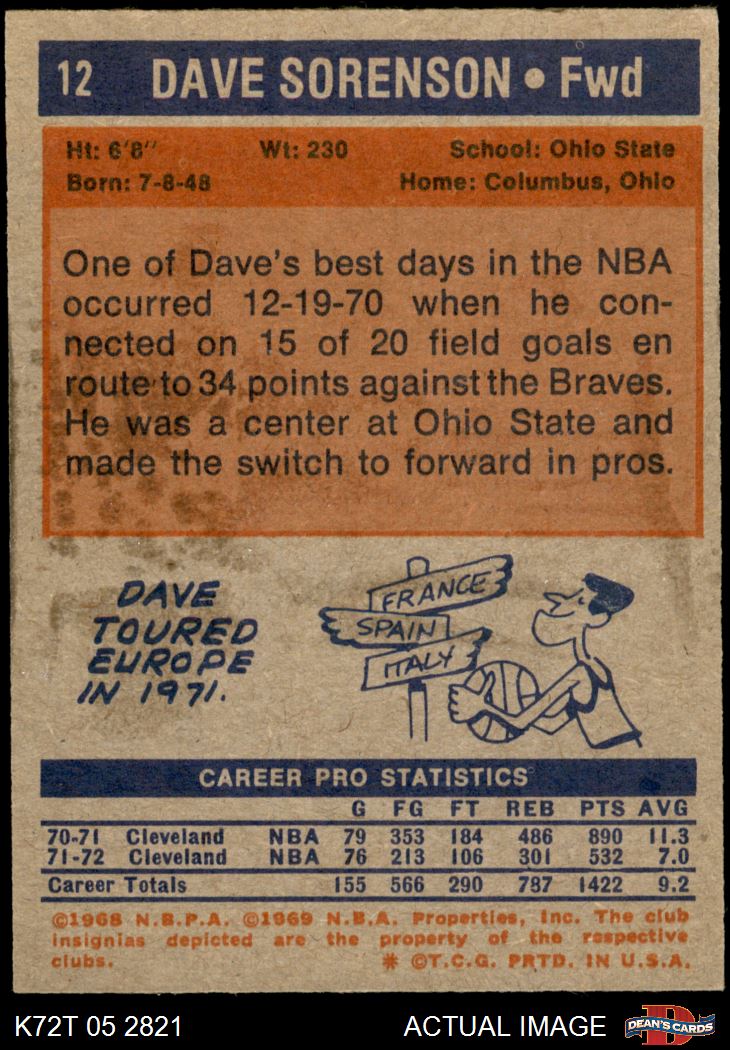 12 DAVE SORENSON • Fwd
Ht: 6'8" Wt: 230 School: Ohio State
Born: 7-8-48 Home: Columbus, Ohio
One of Dave's best days in the NBA
occurred 12-19-70 when he con-
nected on 15 of 20 field goals en
route to 34 points against the Braves.
He was a center at Ohio State and
made the switch to forward in pros.
DAVE
TOURED
EUROPE
IN 1971.
FRANCE
SPAIN
ITALY
CAREER PRO STATISTICS
G FG FT REB PTS AVG
70-71 Cleveland NBA 79 353 184 486 890 11.3
71-72 Cleveland NBA 76 213 106 301 532 7.0
Career Totals 155 566 290 787 1422 9.2
©1968 N.B.P.A. ©1969 N.B.A. Properties, Inc. The club
insignias depicted are the property of the respective
clubs. * ©T.C.G. PRTD. IN U.S.A.
K72T 05 2821 ACTUAL IMAGE D DEAN'S CARDS